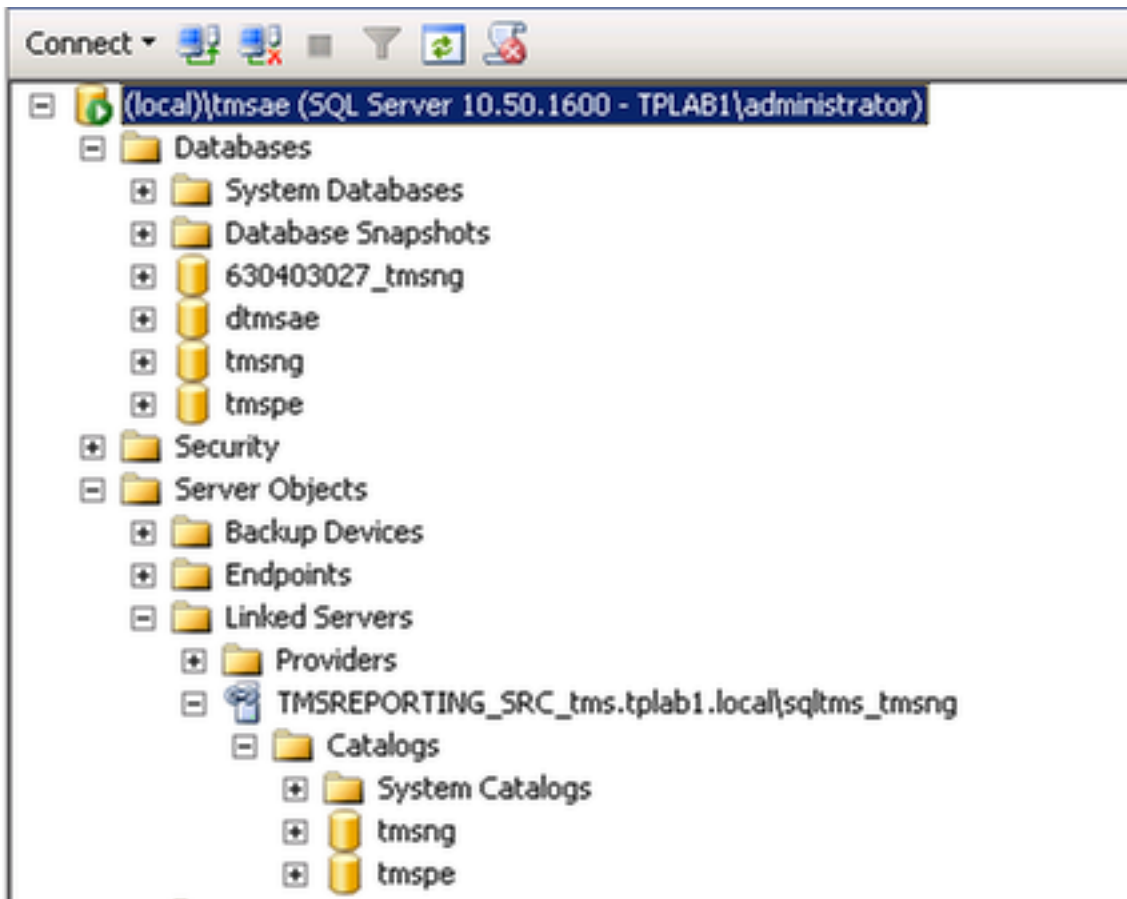 Connect
(local)\tmsae (SQL Server 10.50.1600 - TPLAB1\administrator)
Databases
System Databases
Database Snapshots
630403027_tmsng
dtmsae
tmsng
tmspe
Security
Server Objects
Backup Devices
Endpoints
Linked Servers
Providers
TMSREPORTING_SRC_tms.tplab1.local\sqltms_tmsng
Catalogs
System Catalogs
tmsng
tmspe